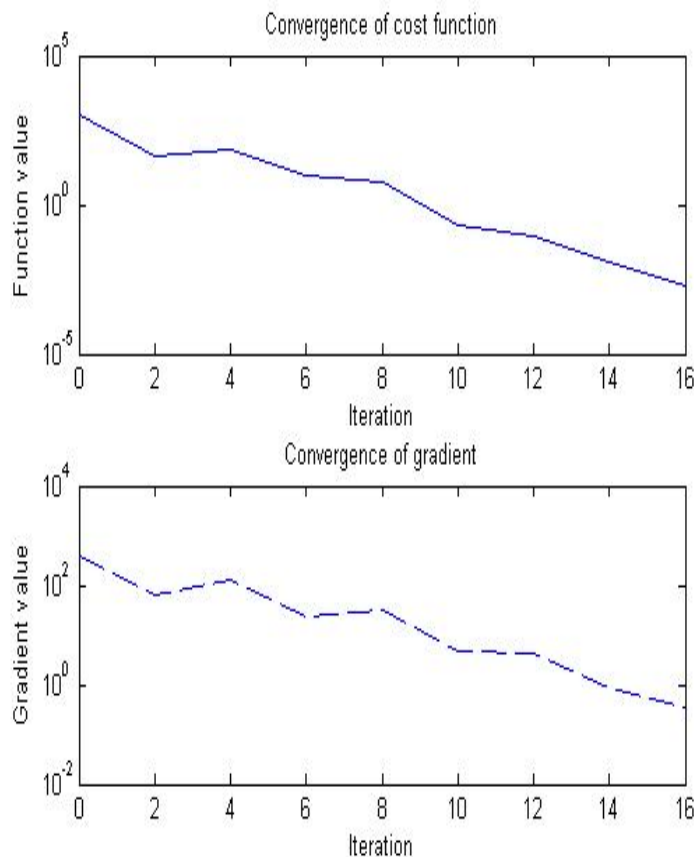 Convergence of cost function
10^5
10^0
10^-5
Function value
0 2 4 6 8 10 12 14 16
Iteration
Convergence of gradient
10^4
10^2
10^0
10^-2
Gradient value
0 2 4 6 8 10 12 14 16
Iteration